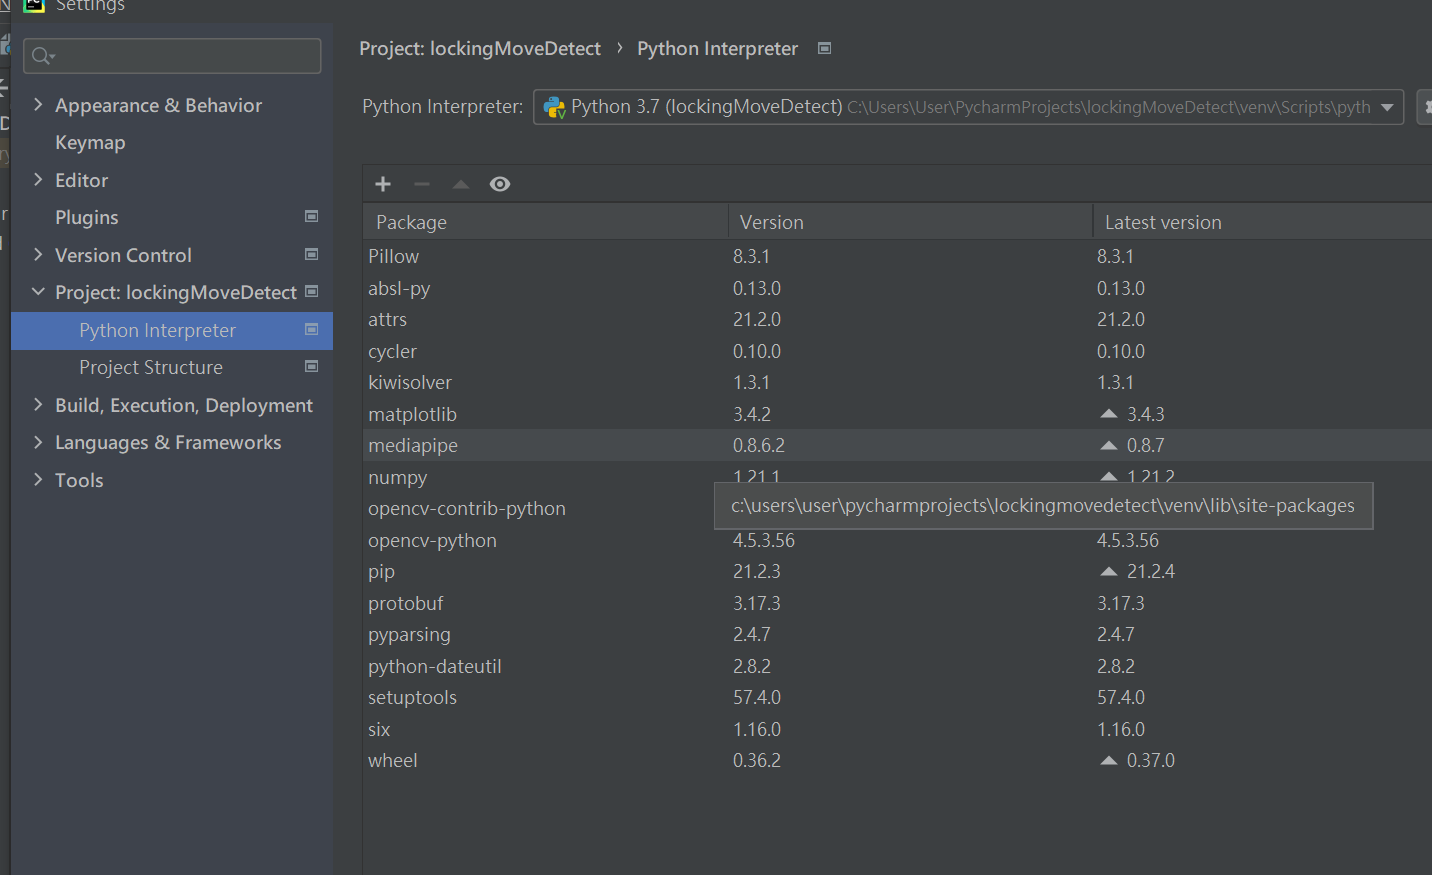 Settings
Project: lockingMoveDetect › Python Interpreter
Python Interpreter: Python 3.7 (lockingMoveDetect) C:\Users\User\PycharmProjects\lockingMoveDetect\venv\Scripts\pyth
Appearance & Behavior
Keymap
Editor
Plugins
Version Control
Project: lockingMoveDetect
Python Interpreter
Project Structure
Build, Execution, Deployment
Languages & Frameworks
Tools
Package Version Latest version
Pillow 8.3.1 8.3.1
absl-py 0.13.0 0.13.0
attrs 21.2.0 21.2.0
cycler 0.10.0 0.10.0
kiwisolver 1.3.1 1.3.1
matplotlib 3.4.2 3.4.3
mediapipe 0.8.6.2 0.8.7
numpy 1.21.1 1.21.2
opencv-contrib-python
c:\users\user\pycharmprojects\lockingmovedetect\venv\lib\site-packages
opencv-python 4.5.3.56 4.5.3.56
pip 21.2.3 21.2.4
protobuf 3.17.3 3.17.3
pyparsing 2.4.7 2.4.7
python-dateutil 2.8.2 2.8.2
setuptools 57.4.0 57.4.0
six 1.16.0 1.16.0
wheel 0.36.2 0.37.0